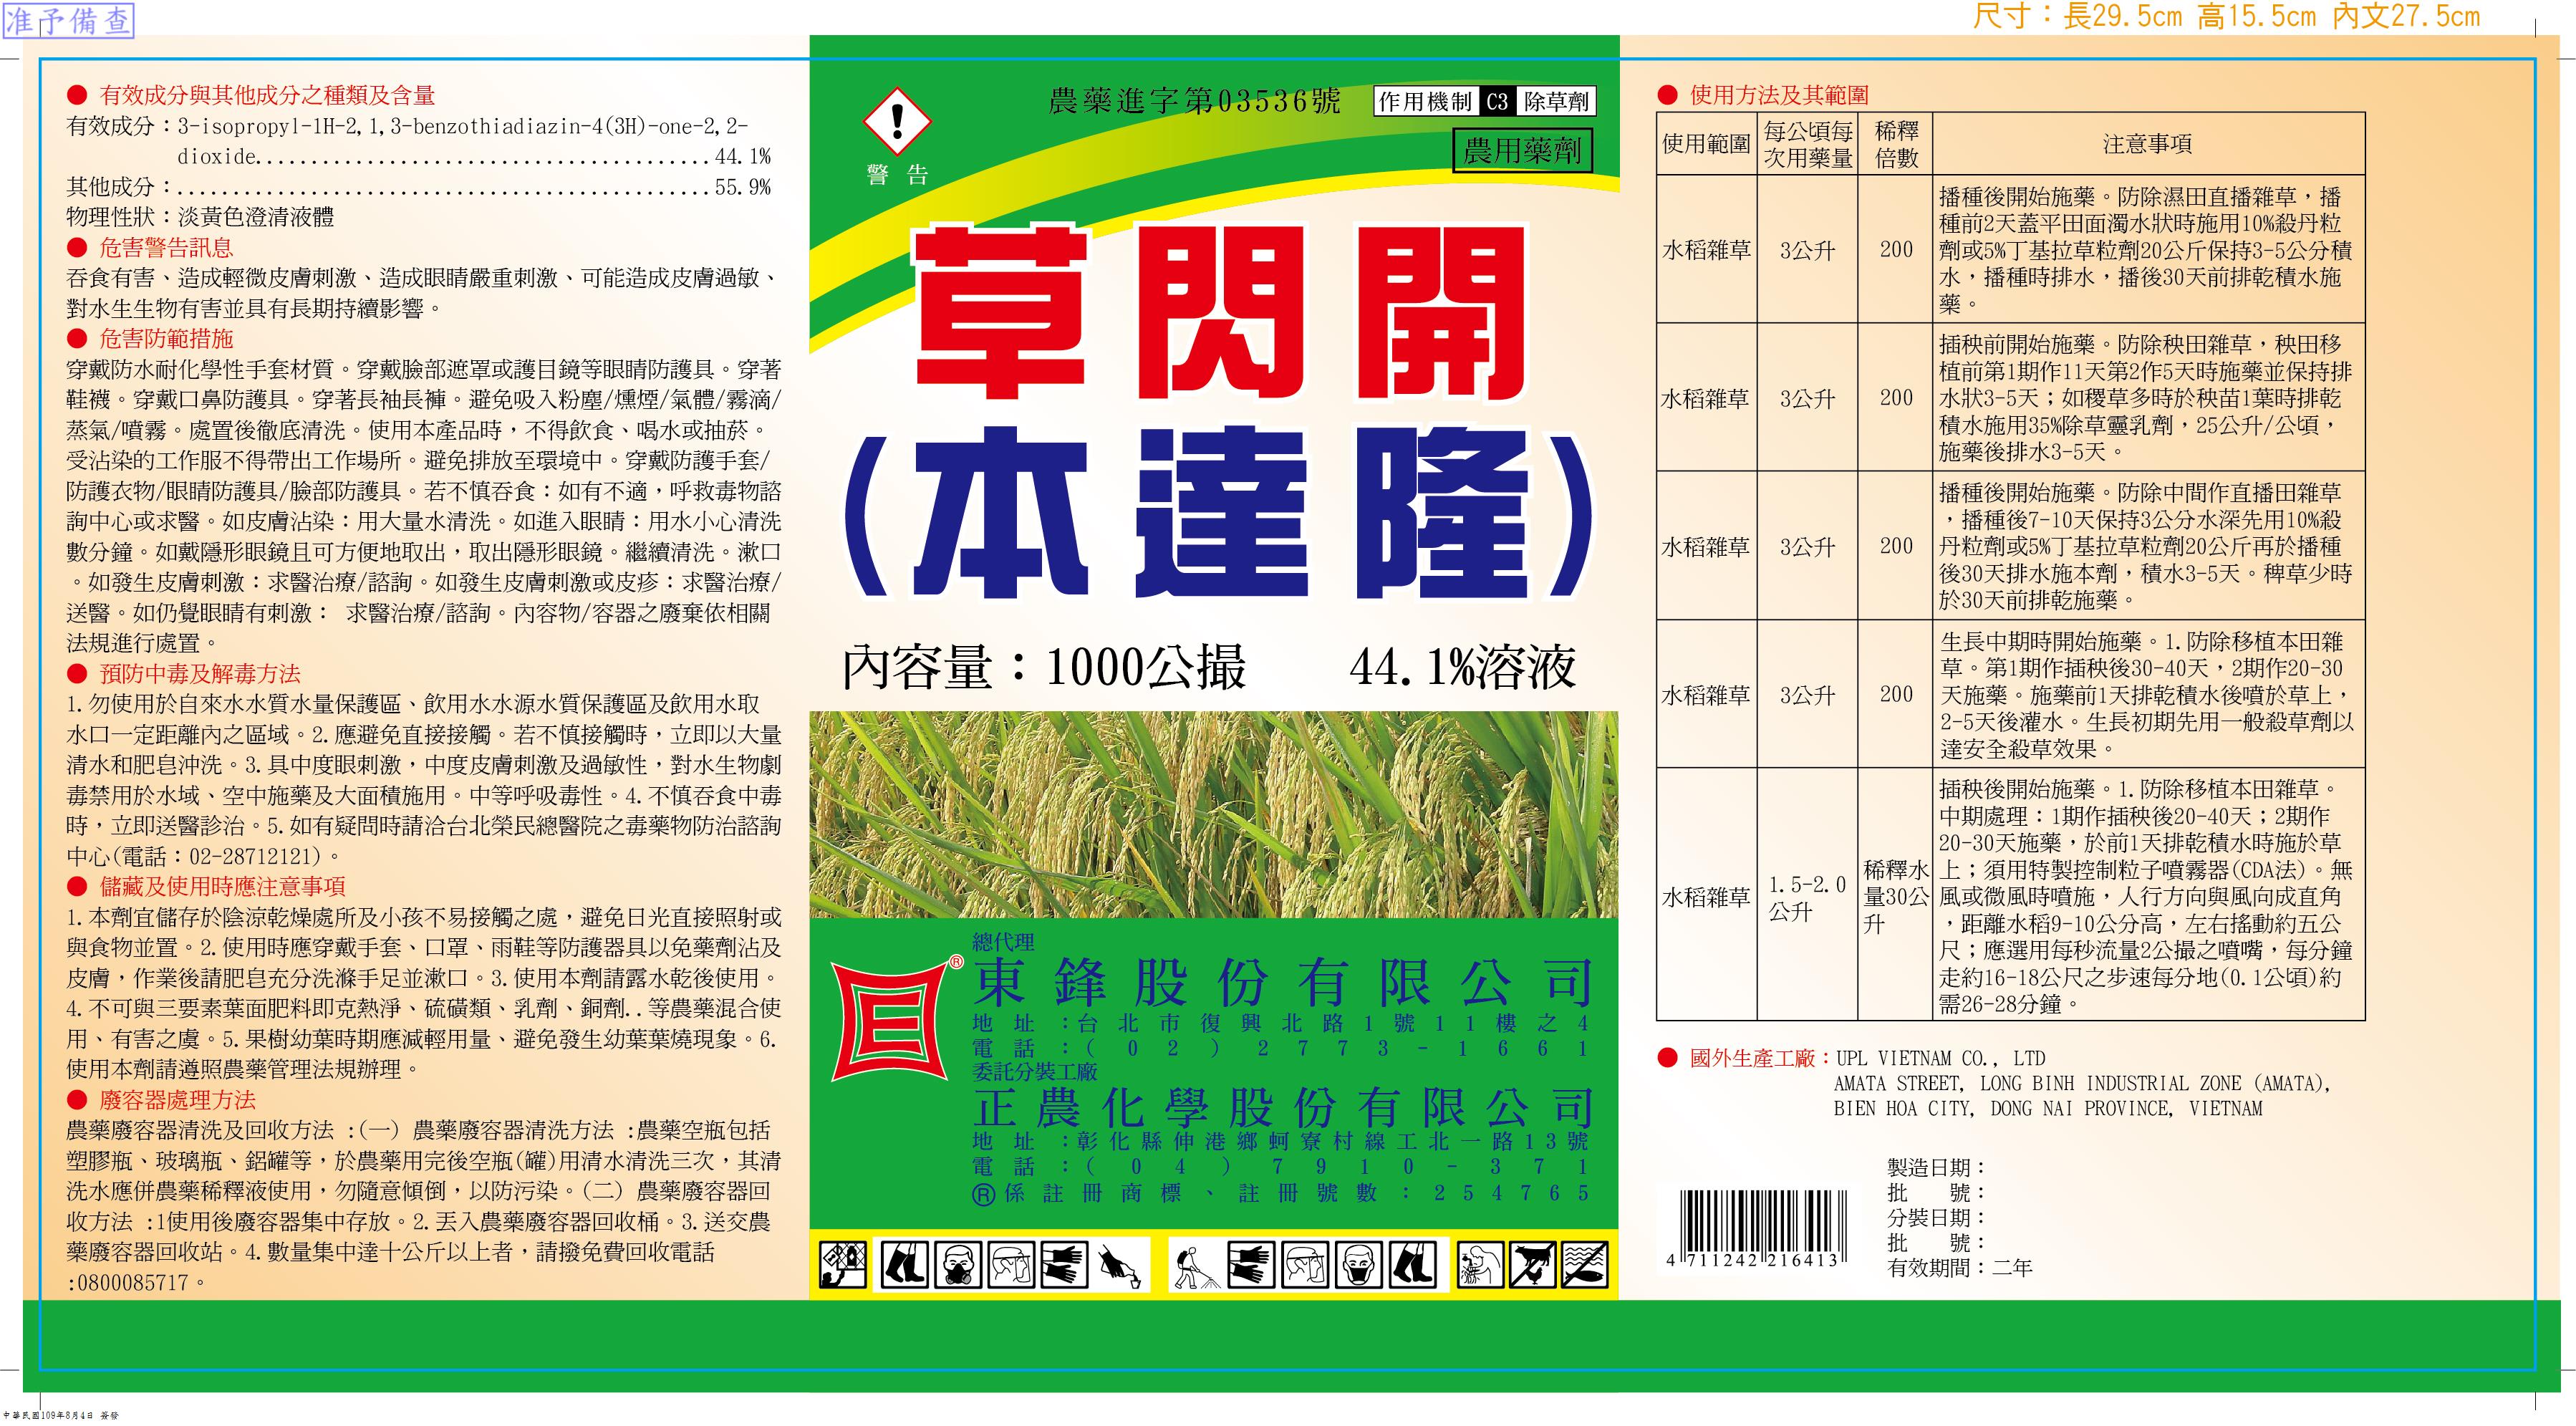 准予備查
尺寸：長29.5cm 高15.5cm 內文27.5cm
● 有效成分與其他成分之種類及含量
有效成分：3-isopropyl-1H-2,1,3-benzothiadiazin-4(3H)-one-2,2-
dioxide.........................................44.1%
其他成分：................................................55.9%
物理性狀：淡黃色澄清液體
● 危害警告訊息
吞食有害、造成輕微皮膚刺激、造成眼睛嚴重刺激、可能造成皮膚過敏、
對水生生物有害並具有長期持續影響。
● 危害防範措施
穿戴防水耐化學性手套材質。穿戴臉部遮罩或護目鏡等眼睛防護具。穿著
鞋襪。穿戴口鼻防護具。穿著長袖長褲。避免吸入粉塵/燻煙/氣體/霧滴/
蒸氣/噴霧。處置後徹底清洗。使用本產品時，不得飲食、喝水或抽菸。
受沾染的工作服不得帶出工作場所。避免排放至環境中。穿戴防護手套/
防護衣物/眼睛防護具/臉部防護具。若不慎吞食：如有不適，呼救毒物諮
詢中心或求醫。如皮膚沾染：用大量水清洗。如進入眼睛：用水小心清洗
數分鐘。如戴隱形眼鏡且可方便地取出，取出隱形眼鏡。繼續清洗。漱口
。如發生皮膚刺激：求醫治療/諮詢。如發生皮膚刺激或皮疹：求醫治療/
送醫。如仍覺眼睛有刺激： 求醫治療/諮詢。內容物/容器之廢棄依相關
法規進行處置。
● 預防中毒及解毒方法
1.勿使用於自來水水質水量保護區、飲用水水源水質保護區及飲用水取
水口一定距離內之區域。2.應避免直接接觸。若不慎接觸時，立即以大量
清水和肥皂沖洗。3.具中度眼刺激，中度皮膚刺激及過敏性，對水生物劇
毒禁用於水域、空中施藥及大面積施用。中等呼吸毒性。4.不慎吞食中毒
時，立即送醫診治。5.如有疑問時請洽台北榮民總醫院之毒藥物防治諮詢
中心(電話：02-28712121)。
● 儲藏及使用時應注意事項
1.本劑宜儲存於陰涼乾燥處所及小孩不易接觸之處，避免日光直接照射或
與食物並置。2.使用時應穿戴手套、口罩、雨鞋等防護器具以免藥劑沾及
皮膚，作業後請肥皂充分洗滌手足並漱口。3.使用本劑請露水乾後使用。
4.不可與三要素葉面肥料即克熱淨、硫磺類、乳劑、銅劑..等農藥混合使
用、有害之虞。5.果樹幼葉時期應減輕用量、避免發生幼葉葉燒現象。6.
使用本劑請遵照農藥管理法規辦理。
● 廢容器處理方法
農藥廢容器清洗及回收方法 :(一) 農藥廢容器清洗方法 :農藥空瓶包括
塑膠瓶、玻璃瓶、鋁罐等，於農藥用完後空瓶(罐)用清水清洗三次，其清
洗水應併農藥稀釋液使用，勿隨意傾倒，以防污染。(二) 農藥廢容器回
收方法 :1使用後廢容器集中存放。2.丟入農藥廢容器回收桶。3.送交農
藥廢容器回收站。4.數量集中達十公斤以上者，請撥免費回收電話
:0800085717。
警告
農藥進字第03536號
作用機制 C3 除草劑
農用藥劑
草閃開
(本達隆)
內容量：1000公撮 44.1%溶液
總代理
東鋒股份有限公司
地址:台北市復興北路1號11樓之4
電話:(02)2773-1661
委託分裝工廠
正農化學股份有限公司
地址:彰化縣伸港鄉蚵寮村線工北一路13號
電話:(04)7910-371
®係註冊商標、註冊號數:254765
● 使用方法及其範圍
使用範圍 每公頃每次用藥量 稀釋倍數 注意事項
水稻雜草 3公升 200
播種後開始施藥。防除濕田直播雜草，播
種前2天蓋平田面濁水狀時施用10%殺丹粒
劑或5%丁基拉草粒劑20公斤保持3-5公分積
水，播種時排水，播後30天前排乾積水施
藥。
水稻雜草 3公升 200
插秧前開始施藥。防除秧田雜草，秧田移
植前第1期作11天第2作5天時施藥並保持排
水狀3-5天；如稷草多時於秧苗1葉時排乾
積水施用35%除草靈乳劑，25公升/公頃，
施藥後排水3-5天。
水稻雜草 3公升 200
播種後開始施藥。防除中間作直播田雜草
，播種後7-10天保持3公分水深先用10%殺
丹粒劑或5%丁基拉草粒劑20公斤再於播種
後30天排水施本劑，積水3-5天。稗草少時
於30天前排乾施藥。
水稻雜草 3公升 200
生長中期時開始施藥。1.防除移植本田雜
草。第1期作插秧後30-40天，2期作20-30
天施藥。施藥前1天排乾積水後噴於草上，
2-5天後灌水。生長初期先用一般殺草劑以
達安全殺草效果。
水稻雜草 1.5-2.0公升 稀釋水量30公升
插秧後開始施藥。1.防除移植本田雜草。
中期處理：1期作插秧後20-40天；2期作
20-30天施藥，於前1天排乾積水時施於草
上；須用特製控制粒子噴霧器(CDA法)。無
風或微風時噴施，人行方向與風向成直角
，距離水稻9-10公分高，左右搖動約五公
尺；應選用每秒流量2公撮之噴嘴，每分鐘
走約16-18公尺之步速每分地(0.1公頃)約
需26-28分鐘。
● 國外生產工廠：UPL VIETNAM CO., LTD
AMATA STREET, LONG BINH INDUSTRIAL ZONE (AMATA),
BIEN HOA CITY, DONG NAI PROVINCE, VIETNAM
製造日期：
批　　號：
分裝日期：
批　　號：
有效期間：二年
4 711242 216413
中華民國109年8月4日 簽發